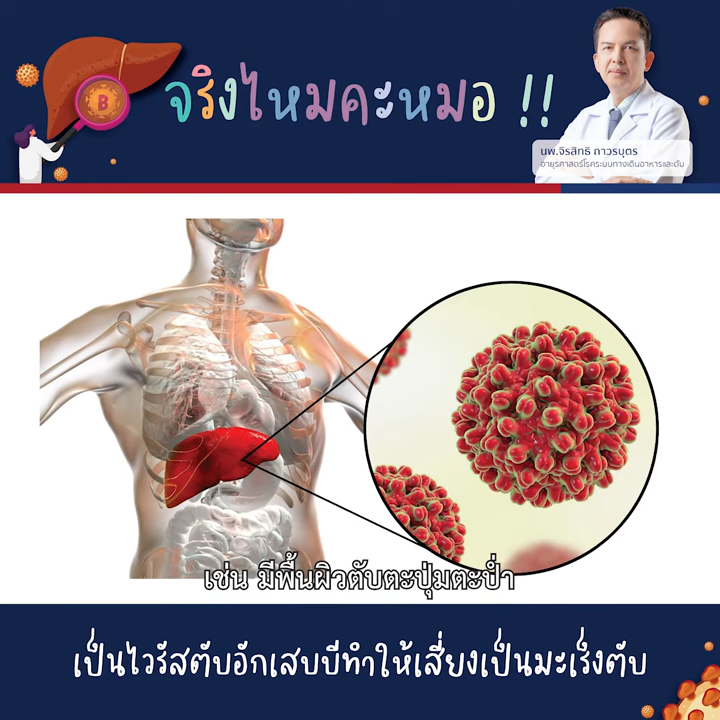 B
จริงไหมคะหมอ !!
นพ.จิรสิทธิ ถาวรบุตร
อายุรศาสตร์โรคระบบทางเดินอาหารและตับ
เช่น มีพื้นผิวตับตะปุ่มตะป่ำ
เป็นไวรัสตับอักเสบบีทำให้เสี่ยงเป็นมะเร็งตับ